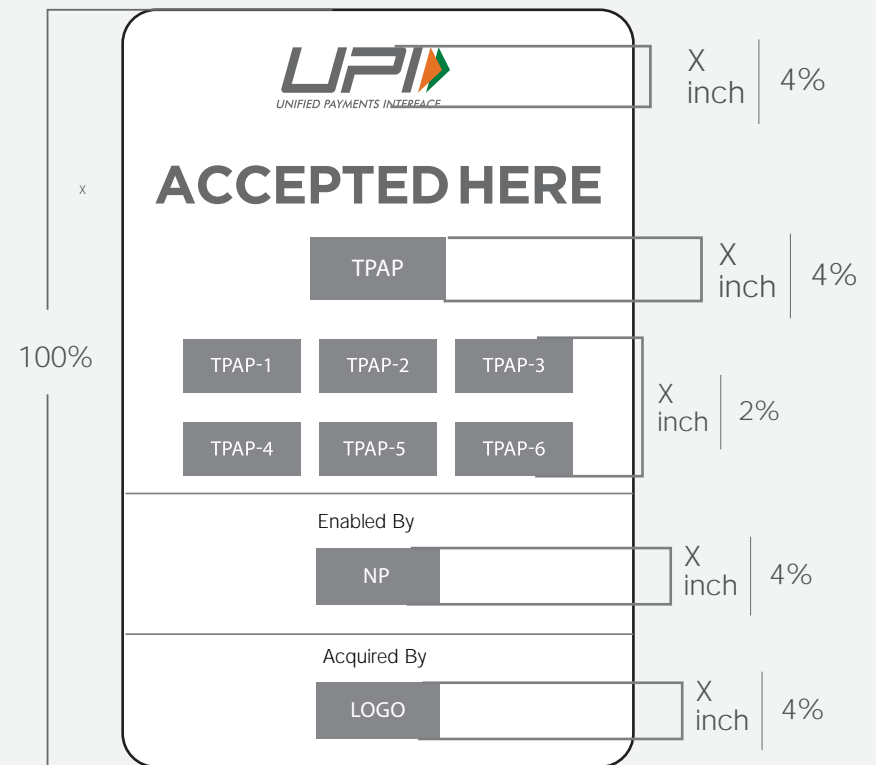 UPI
UNIFIED PAYMENTS INTERFACE
X
inch
4%
ACCEPTED HERE
x
TPAP
X
inch
4%
100%
TPAP-1 TPAP-2 TPAP-3
TPAP-4 TPAP-5 TPAP-6
X
inch
2%
Enabled By
NP
X
inch
4%
Acquired By
LOGO
X
inch
4%